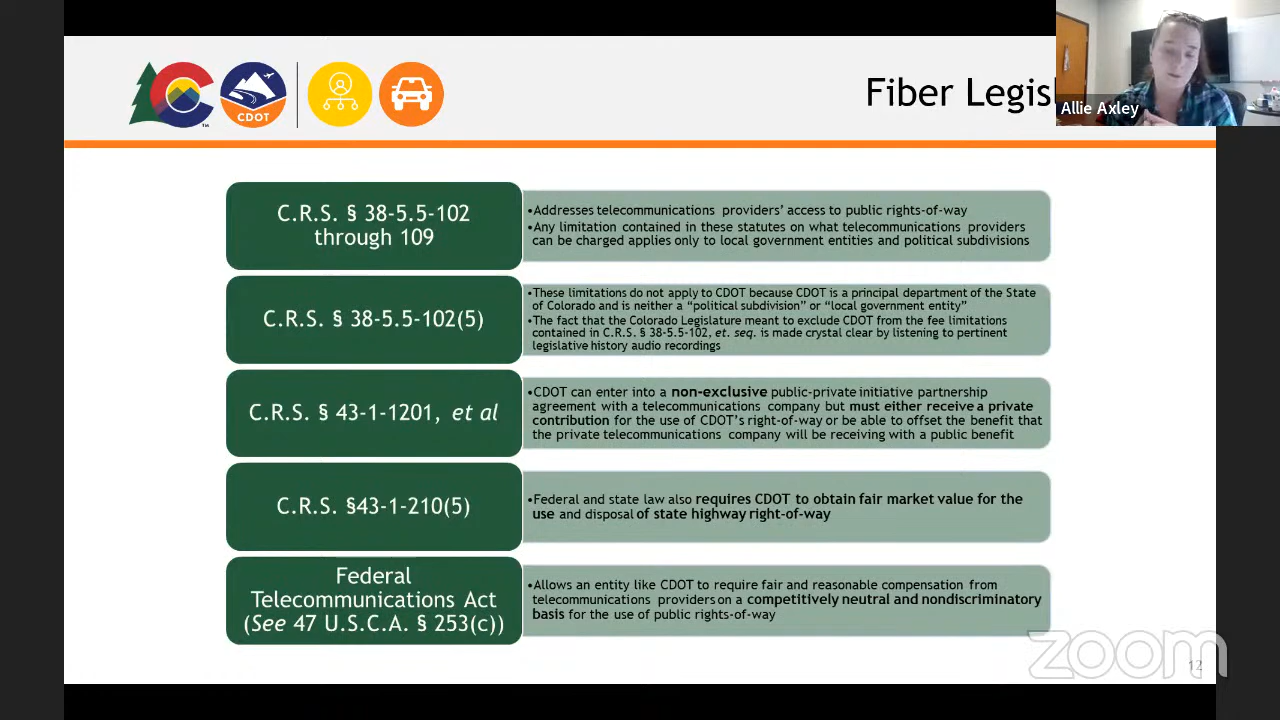 CDOT
Fiber Legis
Allie Axley
C.R.S. § 38-5.5-102
through 109
•Addresses telecommunications providers' access to public rights-of-way
•Any limitation contained in these statutes on what telecommunications providers
can be charged applies only to local government entities and political subdivisions
C.R.S. § 38-5.5-102(5)
•These limitations do not apply to CDOT because CDOT is a principal department of the State
of Colorado and is neither a “political subdivision” or “local government entity”
•The fact that the Colorado Legislature meant to exclude CDOT from the fee limitations
contained in C.R.S. § 38-5.5-102, et. seq. is made crystal clear by listening to pertinent
legislative history audio recordings
C.R.S. § 43-1-1201, et al
•CDOT can enter into a non-exclusive public-private initiative partnership
agreement with a telecommunications company but must either receive a private
contribution for the use of CDOT's right-of-way or be able to offset the benefit that
the private telecommunications company will be receiving with a public benefit
C.R.S. §43-1-210(5)
•Federal and state law also requires CDOT to obtain fair market value for the
use and disposal of state highway right-of-way
Federal
Telecommunications Act
(See 47 U.S.C.A. § 253(c))
•Allows an entity like CDOT to require fair and reasonable compensation from
telecommunications providers on a competitively neutral and nondiscriminatory
basis for the use of public rights-of-way
zoom
12